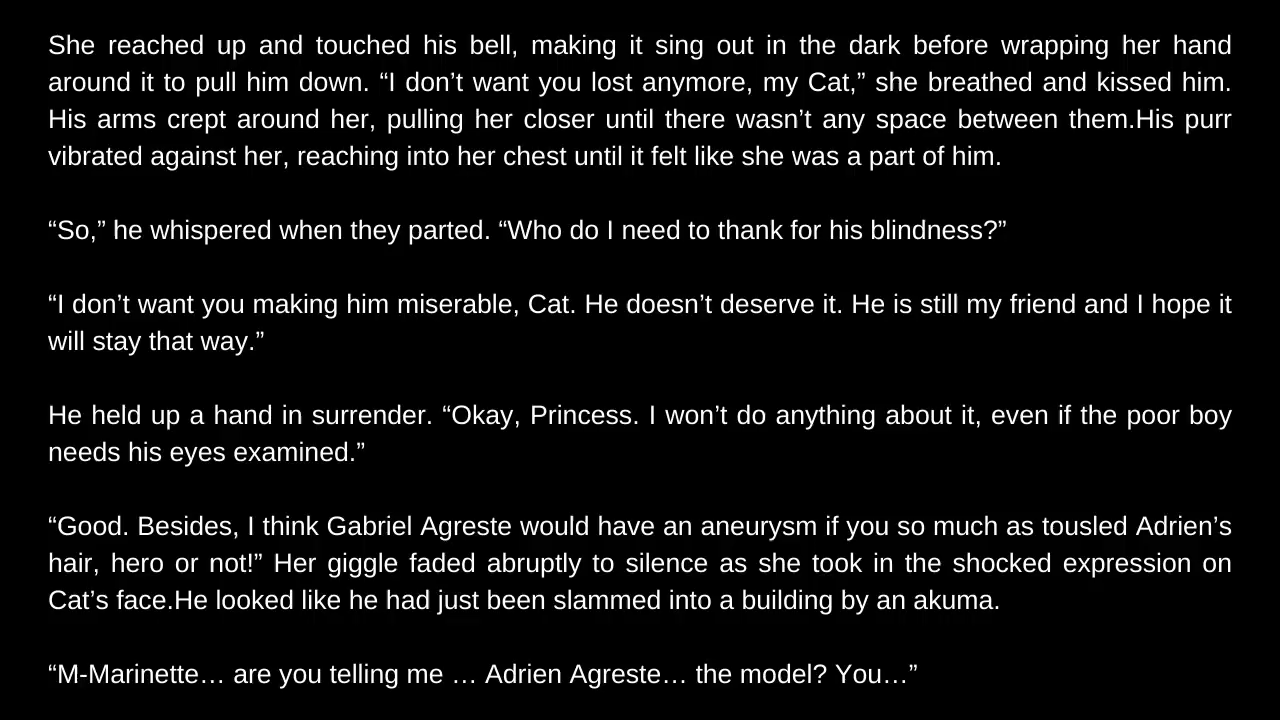 She reached up and touched his bell, making it sing out in the dark before wrapping her hand
around it to pull him down. “I don’t want you lost anymore, my Cat,” she breathed and kissed him.
His arms crept around her, pulling her closer until there wasn’t any space between them.His purr
vibrated against her, reaching into her chest until it felt like she was a part of him.
“So,” he whispered when they parted. “Who do I need to thank for his blindness?”
“I don’t want you making him miserable, Cat. He doesn’t deserve it. He is still my friend and I hope it
will stay that way.”
He held up a hand in surrender. “Okay, Princess. I won’t do anything about it, even if the poor boy
needs his eyes examined.”
“Good. Besides, I think Gabriel Agreste would have an aneurysm if you so much as tousled Adrien’s
hair, hero or not!” Her giggle faded abruptly to silence as she took in the shocked expression on
Cat’s face.He looked like he had just been slammed into a building by an akuma.
“M-Marinette… are you telling me … Adrien Agreste… the model? You…”